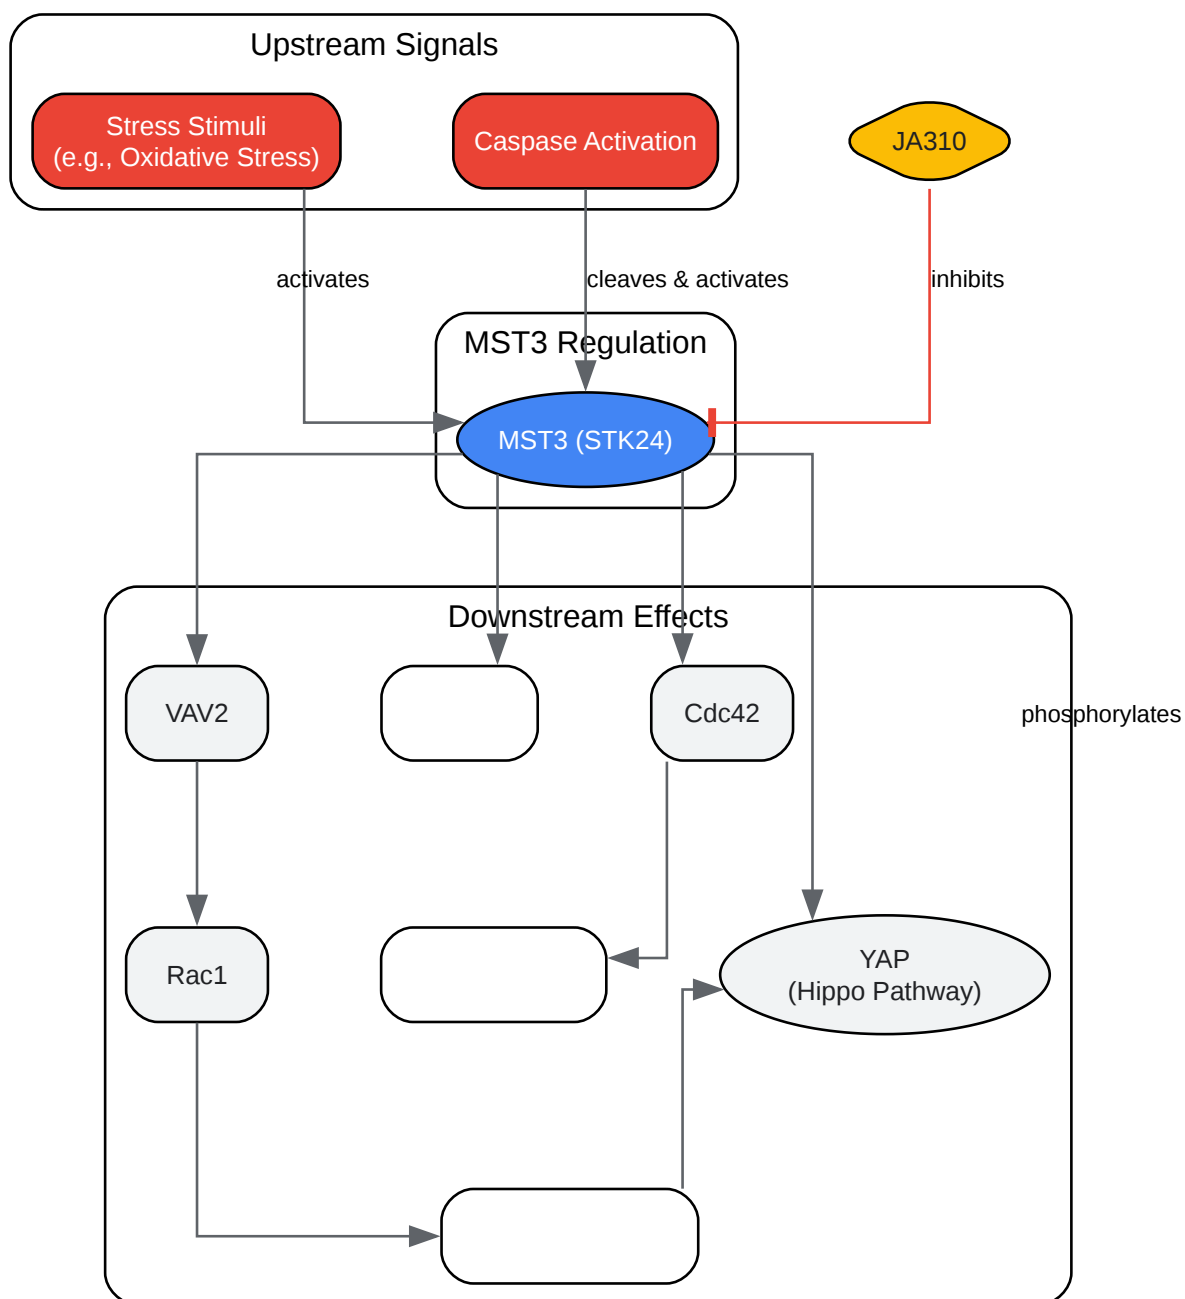 Upstream Signals
Stress Stimuli
(e.g., Oxidative Stress)
Caspase Activation
JA310
activates
cleaves & activates
inhibits
MST3 Regulation
MST3 (STK24)
Downstream Effects
VAV2
Cdc42
phosphorylates
Rac1
YAP
(Hippo Pathway)